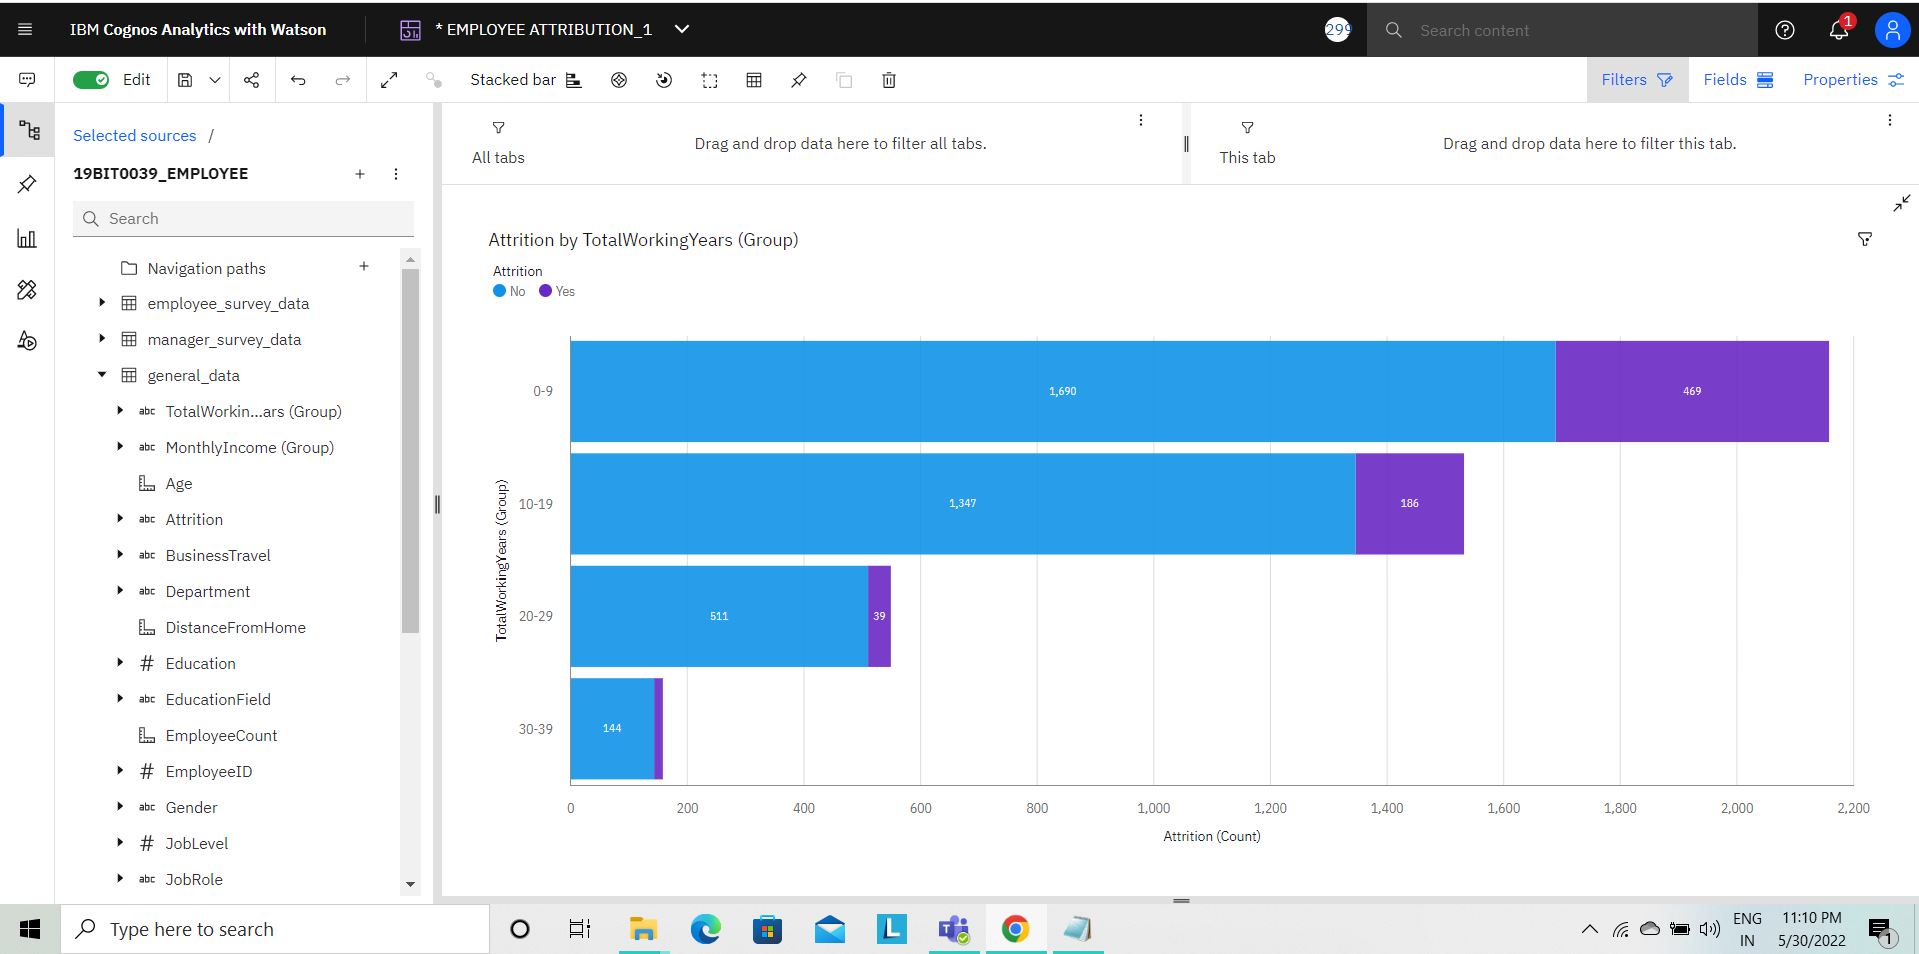 IBM Cognos Analytics with Watson
* EMPLOYEE ATTRIBUTION_1
299
Search content
1
Edit
Stacked bar
Filters
Fields
Properties
Selected sources /
19BIT0039_EMPLOYEE
Search
Navigation paths
employee_survey_data
manager_survey_data
general_data
abc TotalWorkin...ars (Group)
abc MonthlyIncome (Group)
Age
abc Attrition
abc BusinessTravel
abc Department
DistanceFromHome
# Education
abc EducationField
EmployeeCount
# EmployeeID
abc Gender
# JobLevel
abc JobRole
All tabs
Drag and drop data here to filter all tabs.
This tab
Drag and drop data here to filter this tab.
Attrition by TotalWorkingYears (Group)
Attrition
No Yes
TotalWorkingYears (Group)
0-9 1,690 469
10-19 1,347 186
20-29 511 39
30-39 144
0 200 400 600 800 1,000 1,200 1,400 1,600 1,800 2,000 2,200
Attrition (Count)
Type here to search
L
ENG
IN
11:10 PM
5/30/2022
1